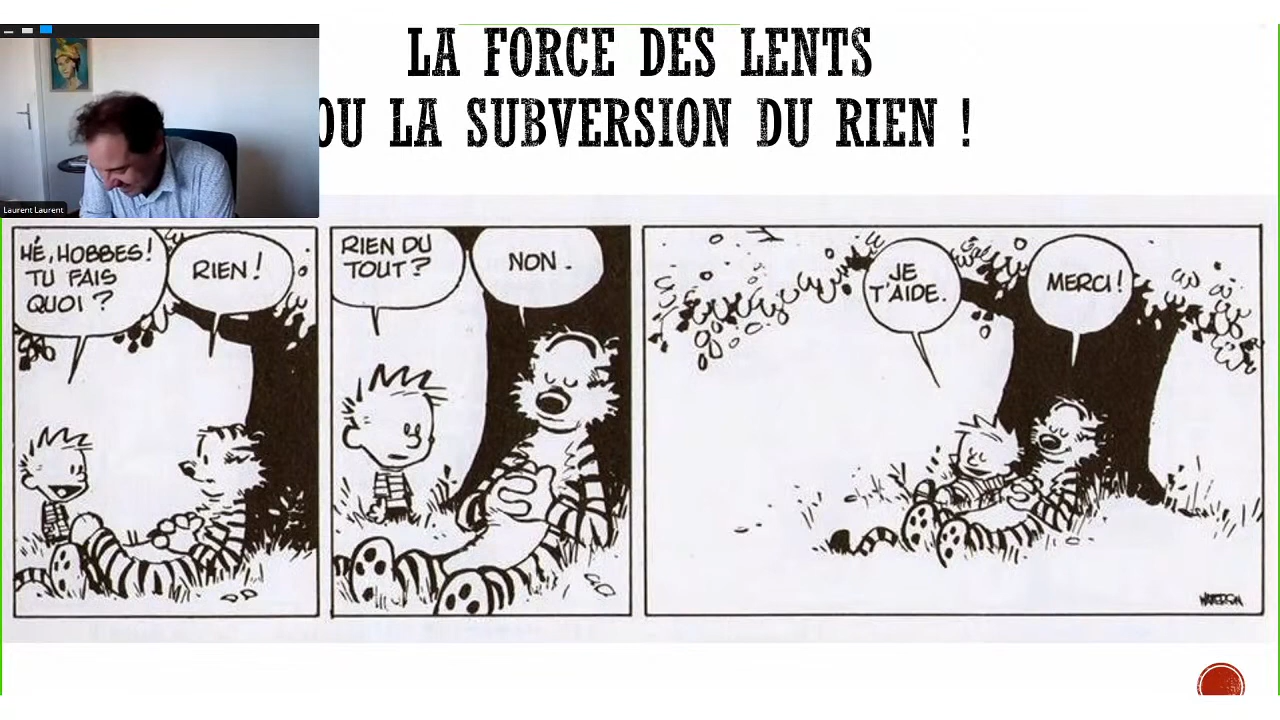 LA FORCE DES LENTS
OU LA SUBVERSION DU RIEN !
Laurent Laurent
HÉ, HOBBES !
TU FAIS
QUOI ?
RIEN !
RIEN DU
TOUT ?
NON.
JE
T'AIDE.
MERCI !
WATTERSON